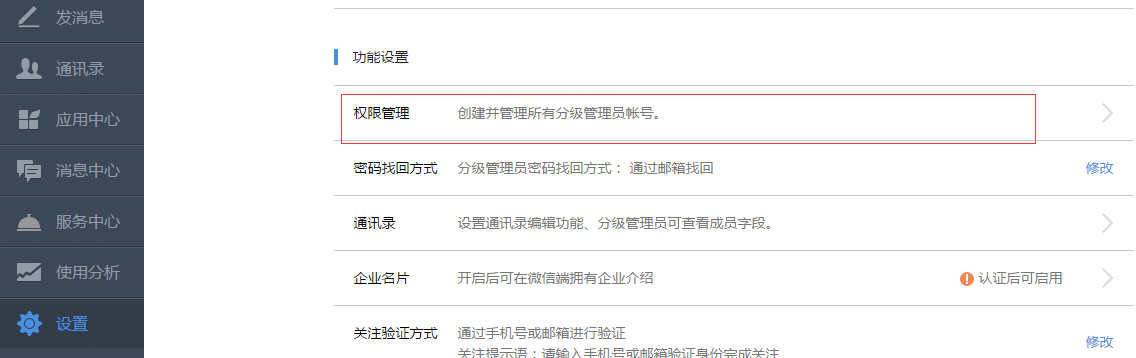 发消息
通讯录
应用中心
消息中心
服务中心
使用分析
设置
功能设置
权限管理 创建并管理所有分级管理员帐号。
密码找回方式 分级管理员密码找回方式： 通过邮箱找回 修改
通讯录 设置通讯录编辑功能、分级管理员可查看成员字段。
企业名片 开启后可在微信端拥有企业介绍 认证后可启用
关注验证方式 通过手机号或邮箱进行验证 修改
关注提示语：请输入手机号或邮箱验证身份完成关注